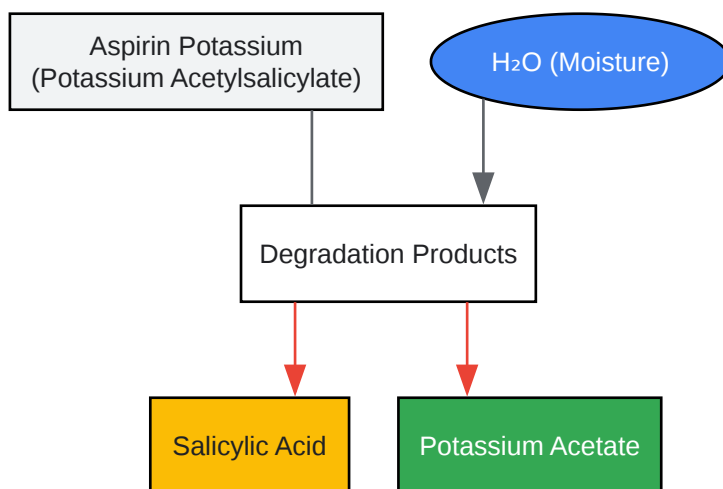 Aspirin Potassium
(Potassium Acetylsalicylate)
H₂O (Moisture)
Degradation Products
Salicylic Acid
Potassium Acetate